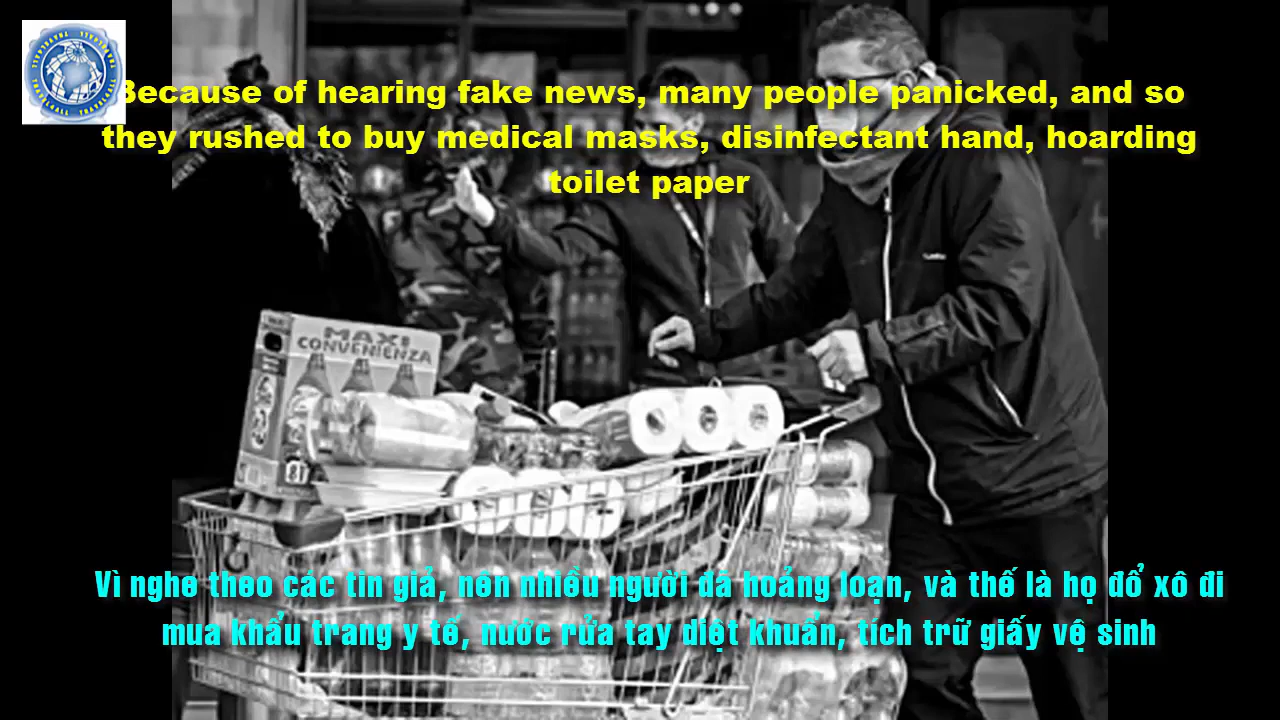 Because of hearing fake news, many people panicked, and so
they rushed to buy medical masks, disinfectant hand, hoarding
toilet paper
MAXI
CONVENIENZA
Vì nghe theo các tin giả, nên nhiều người đã hoảng loạn, và thế là họ đổ xô đi
mua khẩu trang y tế, nước rửa tay diệt khuẩn, tích trữ giấy vệ sinh